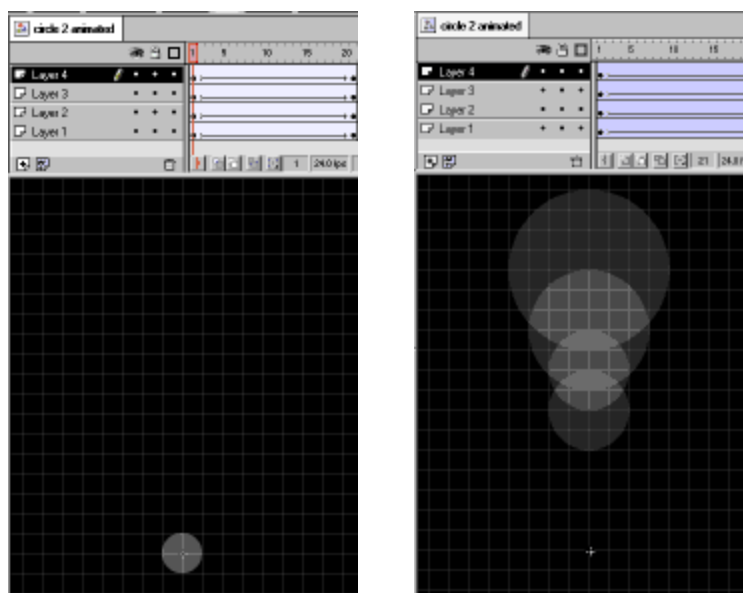 circle 2 animated
1 5 10 15 20
Layer 4
Layer 3
Layer 2
Layer 1
1 24.0 fps
circle 2 animated
1 5 10 15
Layer 4
Layer 3
Layer 2
Layer 1
21